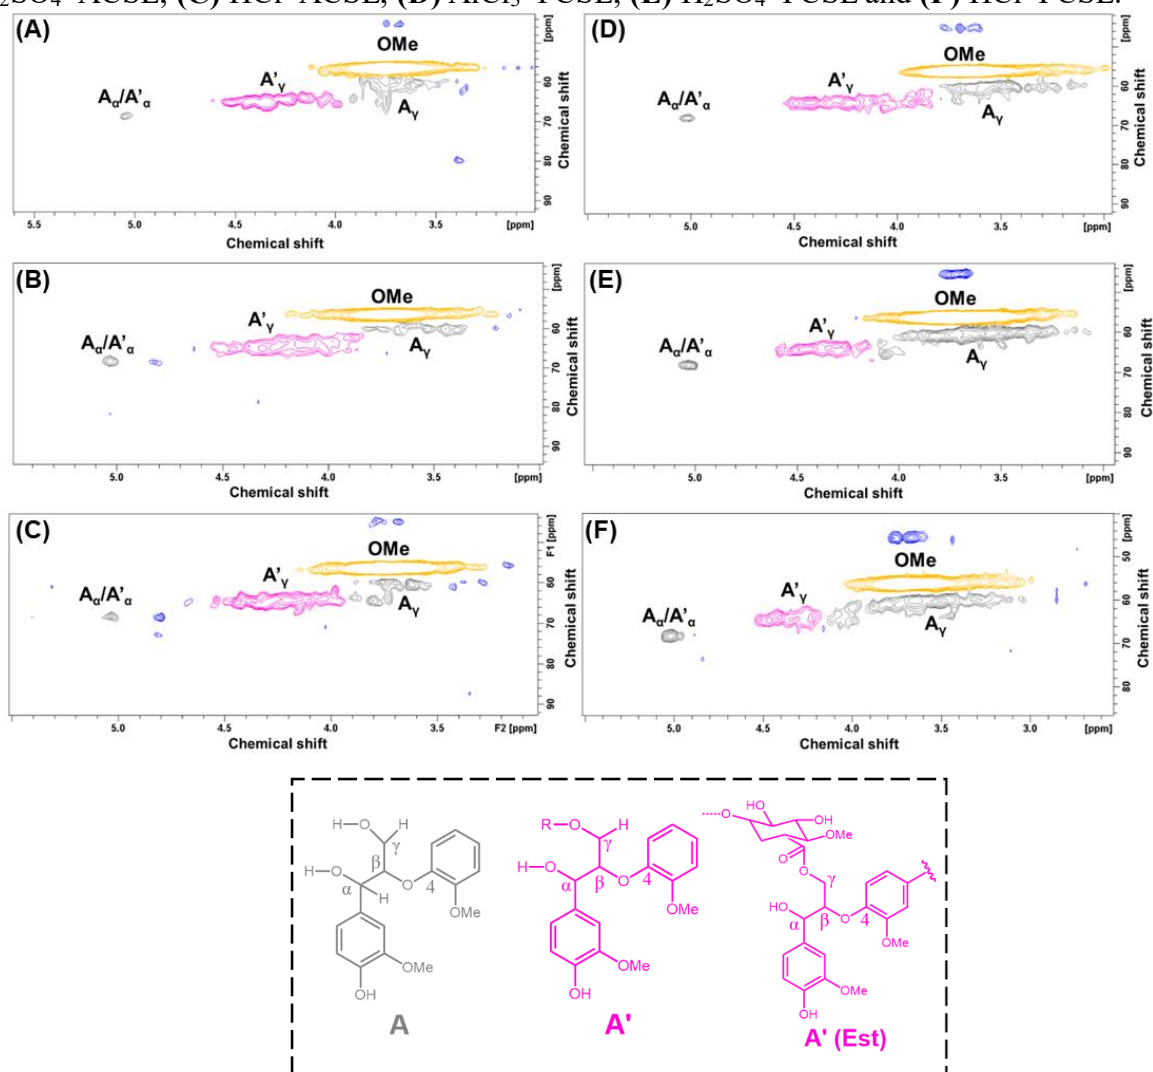 ₂SO₄–ACSL, (C) HCl–ACSL, (D) AlCl₃–PCSL, (E) H₂SO₄–PCSL and (F) HCl–PCSL.
(A)
OMe
A'γ
Aα/A'α
Aγ
[ppm]
60
70
80
90
Chemical shift
5.5
5.0
4.5
4.0
3.5
[ppm]
Chemical shift
(D)
OMe
A'γ
Aα/A'α
Aγ
[ppm]
60
70
80
90
Chemical shift
5.0
4.5
4.0
3.5
[ppm]
Chemical shift
(B)
OMe
A'γ
Aα/A'α
Aγ
[ppm]
60
70
80
90
Chemical shift
5.0
4.5
4.0
3.5
[ppm]
Chemical shift
(E)
OMe
A'γ
Aα/A'α
Aγ
[ppm]
60
70
80
90
Chemical shift
5.0
4.5
4.0
3.5
[ppm]
Chemical shift
(C)
OMe
A'γ
Aα/A'α
Aγ
F1 [ppm]
60
70
80
90
Chemical shift
5.0
4.5
4.0
3.5
F2 [ppm]
Chemical shift
(F)
OMe
A'γ
Aα/A'α
Aγ
[ppm]
50
60
70
80
Chemical shift
5.0
4.5
4.0
3.5
3.0
[ppm]
Chemical shift
H O H
γ
β
H O
α
H
O
4
OMe
OMe
OH
A
R O H
γ
H O
α
β
O
4
OMe
OMe
OH
A'
HO
O
OH
OMe
O
O
γ
HO
α
β
O
4
OMe
OMe
OH
A' (Est)